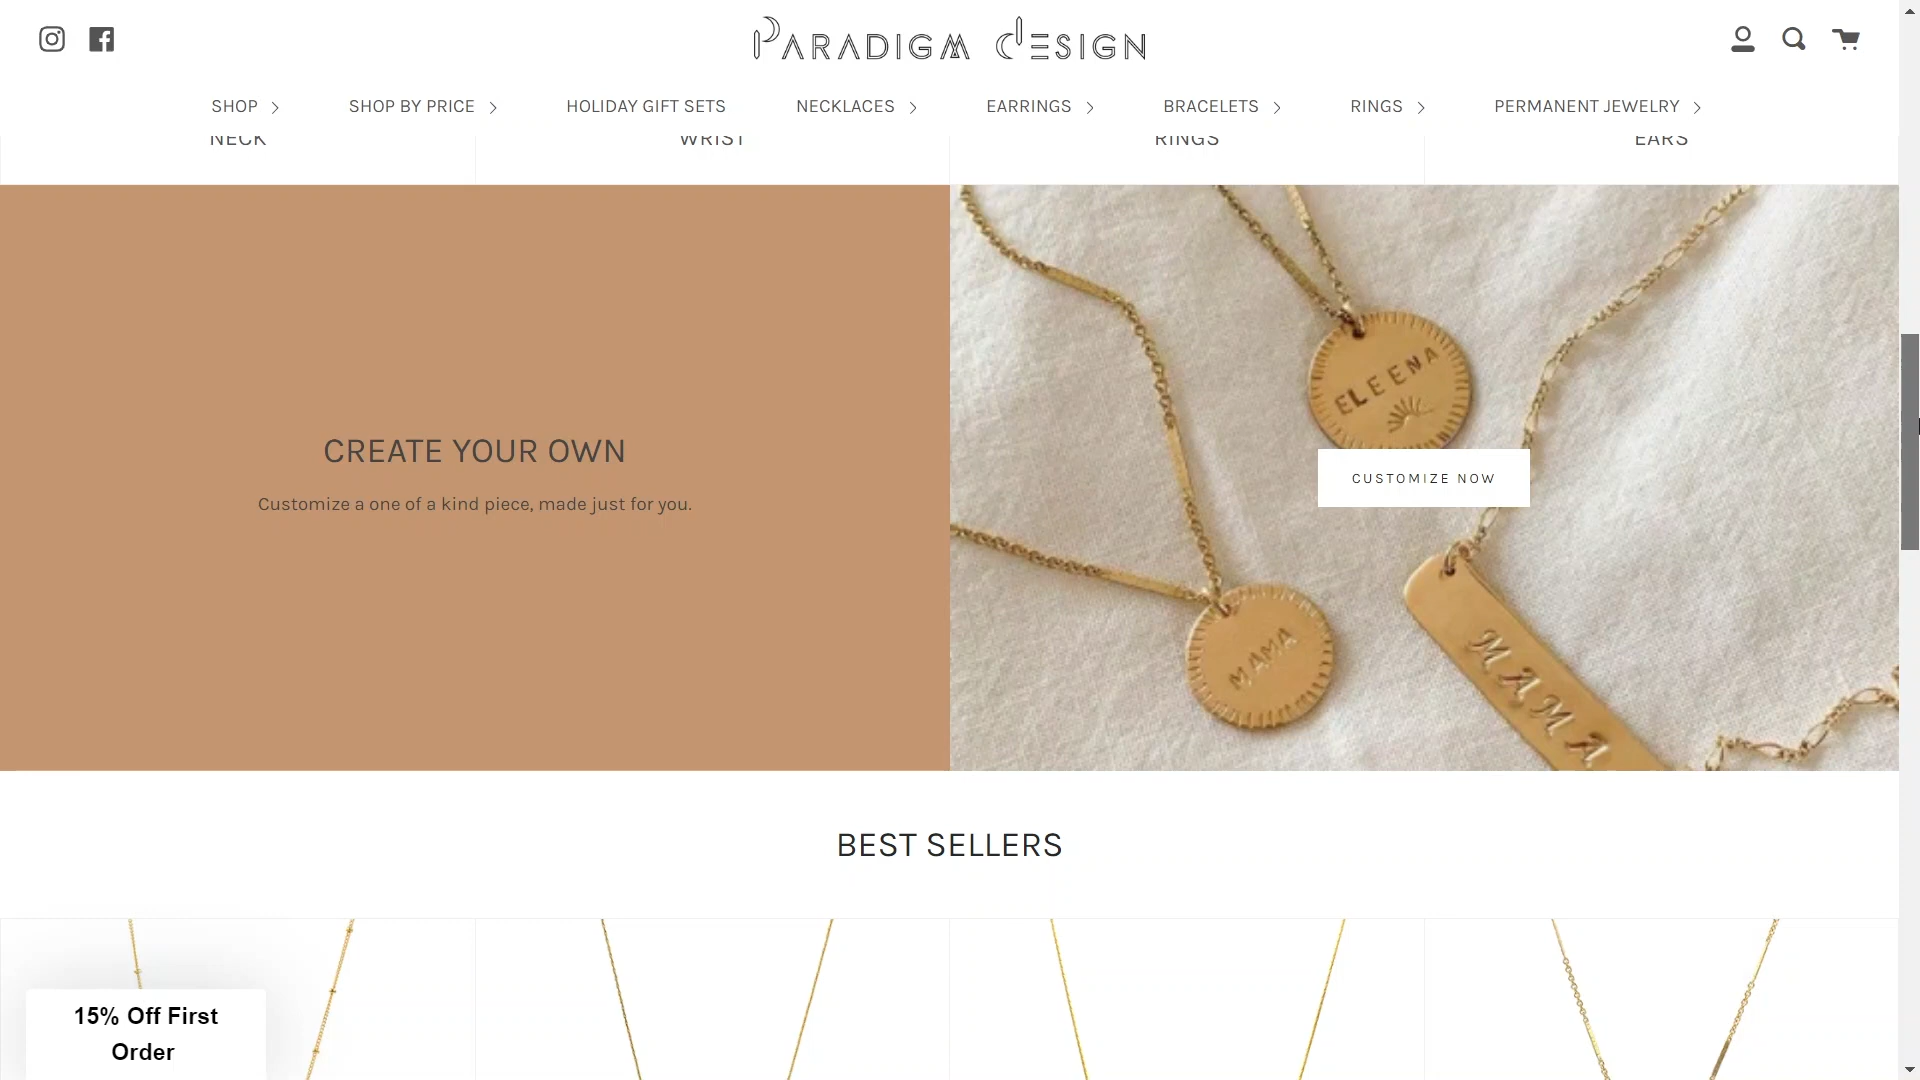 PARADIGM DESIGN
SHOP
SHOP BY PRICE
HOLIDAY GIFT SETS
NECKLACES
EARRINGS
BRACELETS
RINGS
PERMANENT JEWELRY
NECK
WRIST
RINGS
EARS
CREATE YOUR OWN
Customize a one of a kind piece, made just for you.
ELEENA
CUSTOMIZE NOW
MAMA
MAMA
BEST SELLERS
15% Off First
Order